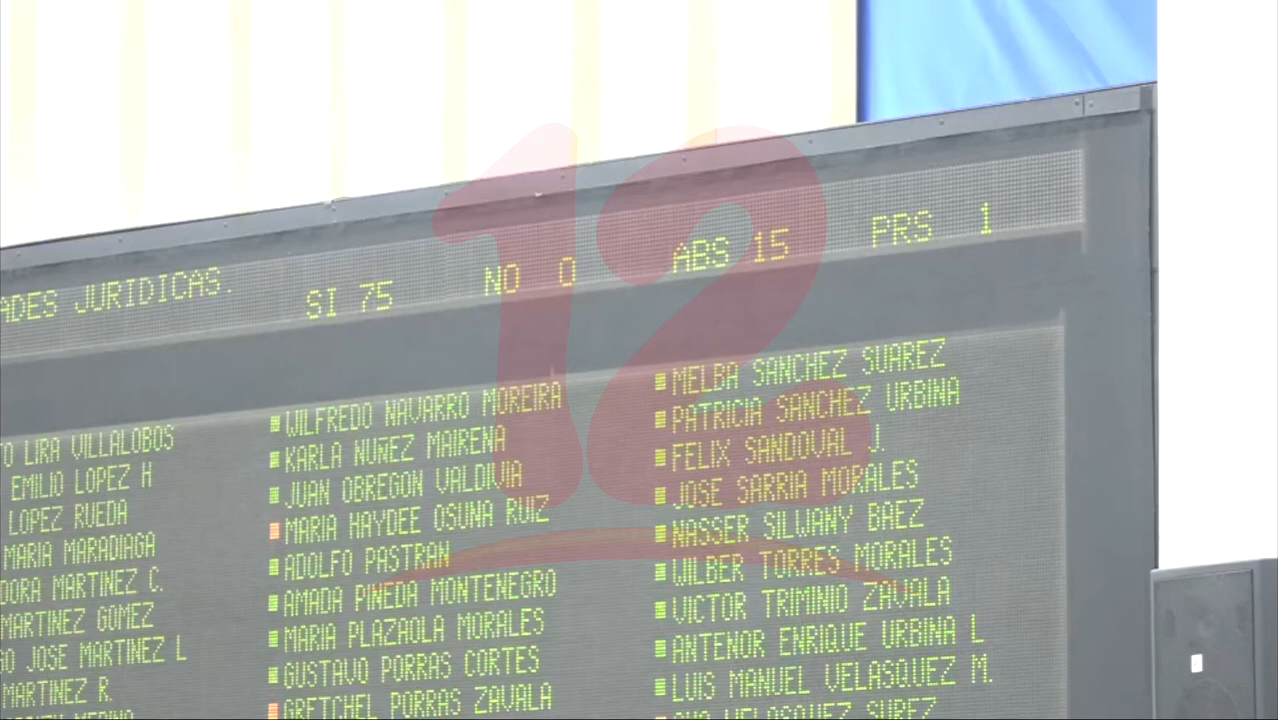 ADES JURIDICAS. SI 75 NO 0 ABS 15 PRS 1
12
O LIRA VILLALOBOS
EMILIO LOPEZ H
LOPEZ RUEDA
MARIA MARADIAGA
DORA MARTINEZ C.
MARTINEZ GOMEZ
GO JOSE MARTINEZ L
MARTINEZ R.
WILFREDO NAVARRO MOREIRA
KARLA NUÑEZ MAIRENA
JUAN OBREGON VALDIVIA
MARIA HAYDEE OSUNA RUIZ
ADOLFO PASTRAN
AMADA PINEDA MONTENEGRO
MARIA PLAZAOLA MORALES
GUSTAVO PORRAS CORTES
GRETCHEL PORRAS ZAVALA
MELBA SANCHEZ SUAREZ
PATRICIA SANCHEZ URBINA
FELIX SANDOVAL J.
JOSE SARRIA MORALES
NASSER SILWANY BAEZ
WILBER TORRES MORALES
VICTOR TRIMINIO ZAVALA
ANTENOR ENRIQUE URBINA L
LUIS MANUEL VELASQUEZ M.
VELASQUEZ